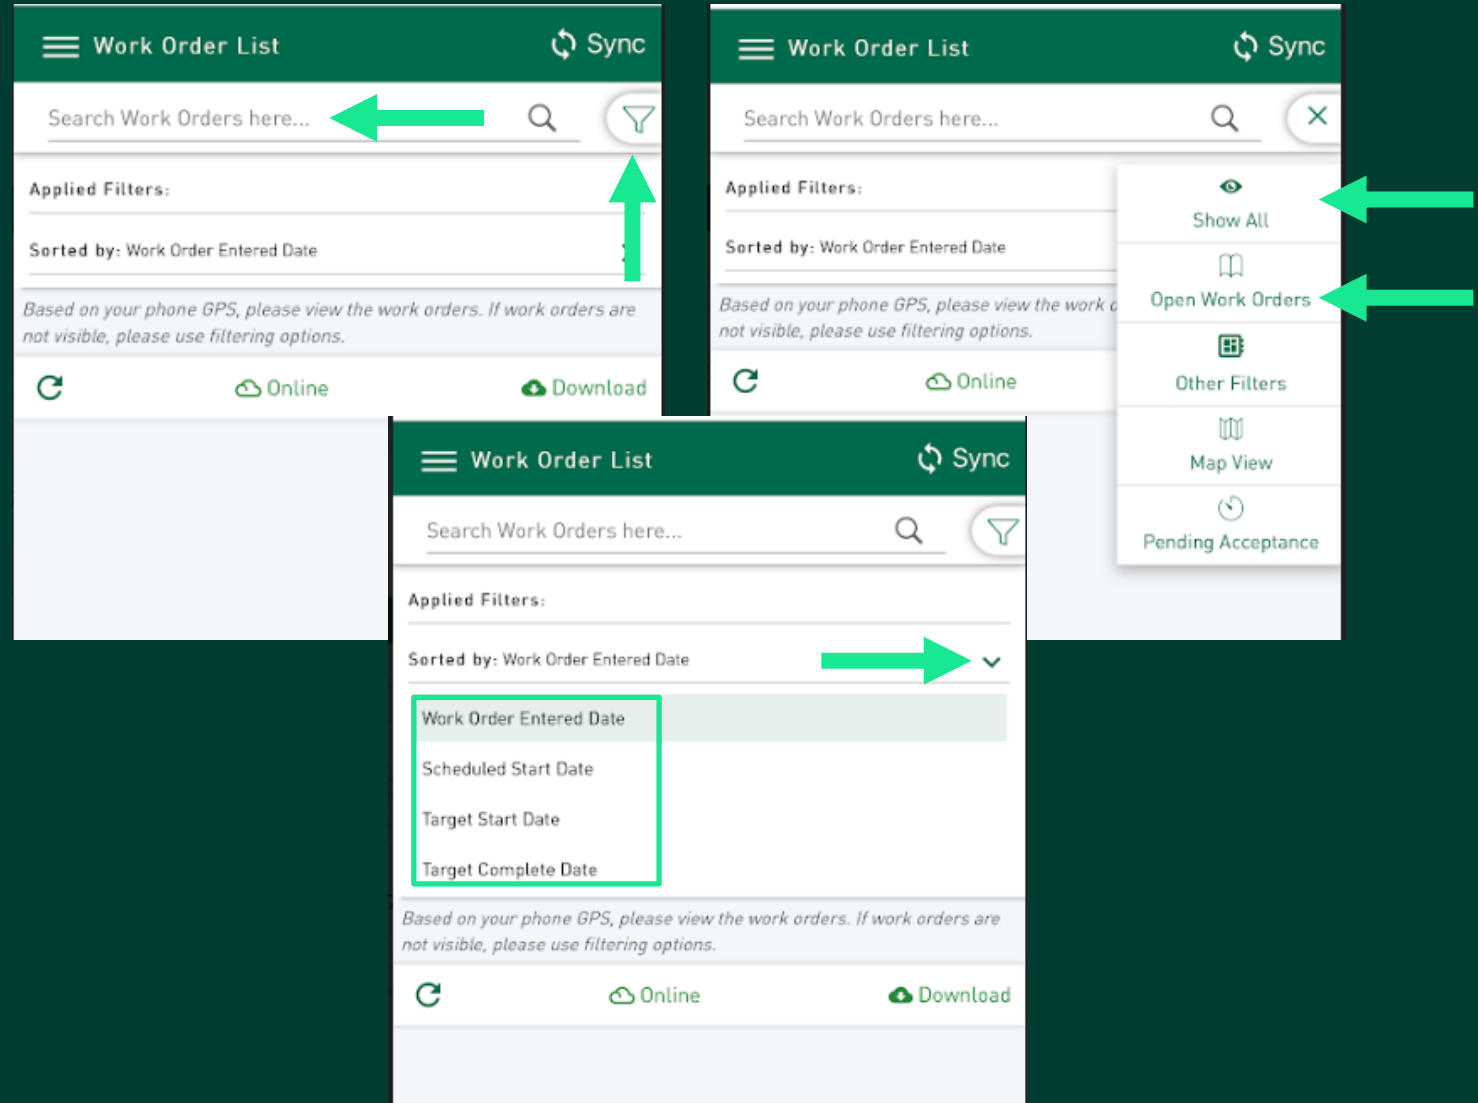 Work Order List
Sync
Search Work Orders here...
Applied Filters:
Sorted by: Work Order Entered Date
Based on your phone GPS, please view the work orders. If work orders are
not visible, please use filtering options.
Online
Download
Work Order List
Sync
Search Work Orders here...
Applied Filters:
Sorted by: Work Order Entered Date
Based on your phone GPS, please view the work
not visible, please use filtering options.
Online
Show All
Open Work Orders
Other Filters
Map View
Pending Acceptance
Work Order List
Sync
Search Work Orders here...
Applied Filters:
Sorted by: Work Order Entered Date
Work Order Entered Date
Scheduled Start Date
Target Start Date
Target Complete Date
Based on your phone GPS, please view the work orders. If work orders are
not visible, please use filtering options.
Online
Download